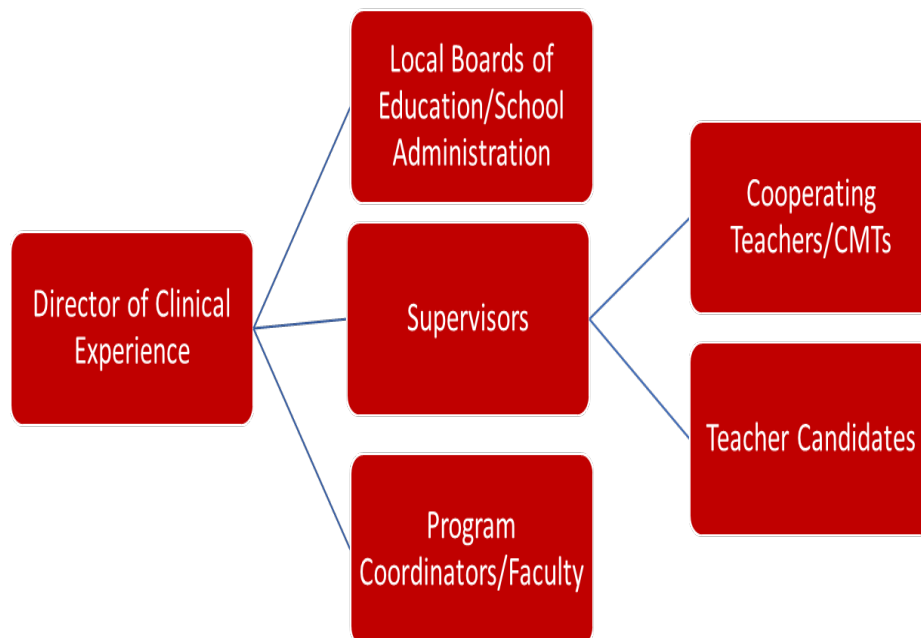 Local Boards of
Education/School
Administration
Cooperating
Teachers/CMTs
Director of Clinical
Experience
Supervisors
Teacher Candidates
Program
Coordinators/Faculty